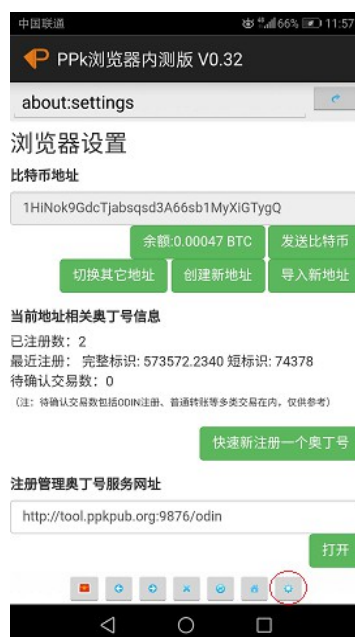 中国联通 66% 11:57
PPk浏览器内测版 V0.32
about:settings
浏览器设置
比特币地址
1HiNok9GdcTjabsqsd3A66sb1MyXiGTygQ
余额:0.00047 BTC 发送比特币
切换其它地址 创建新地址 导入新地址
当前地址相关奥丁号信息
已注册数：2
最近注册： 完整标识: 573572.2340 短标识: 74378
待确认交易数：0
（注：待确认交易数包括ODIN注册、普通转账等多类交易在内，仅供参考）
快速新注册一个奥丁号
注册管理奥丁号服务网址
http://tool.ppkpub.org:9876/odin
打开